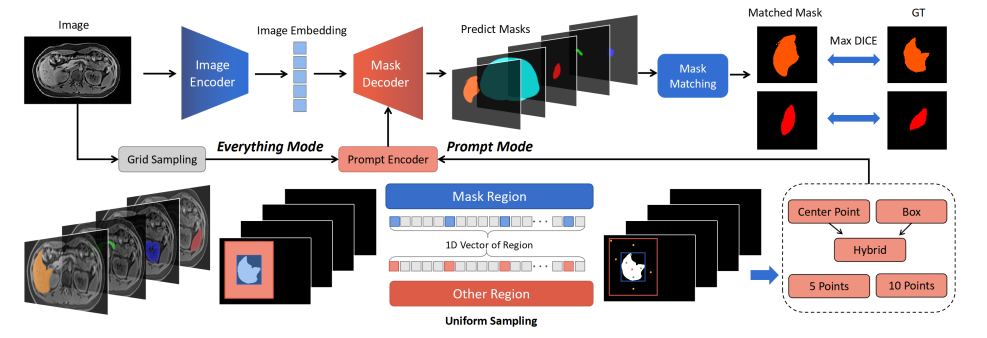 Image
Image Embedding
Predict Masks
Matched Mask
GT
Image
Encoder
Mask
Decoder
Mask
Matching
Max DICE
Grid Sampling
Everything Mode
Prompt Encoder
Prompt Mode
Mask Region
1D Vector of Region
Other Region
Uniform Sampling
Center Point
Box
Hybrid
5 Points
10 Points